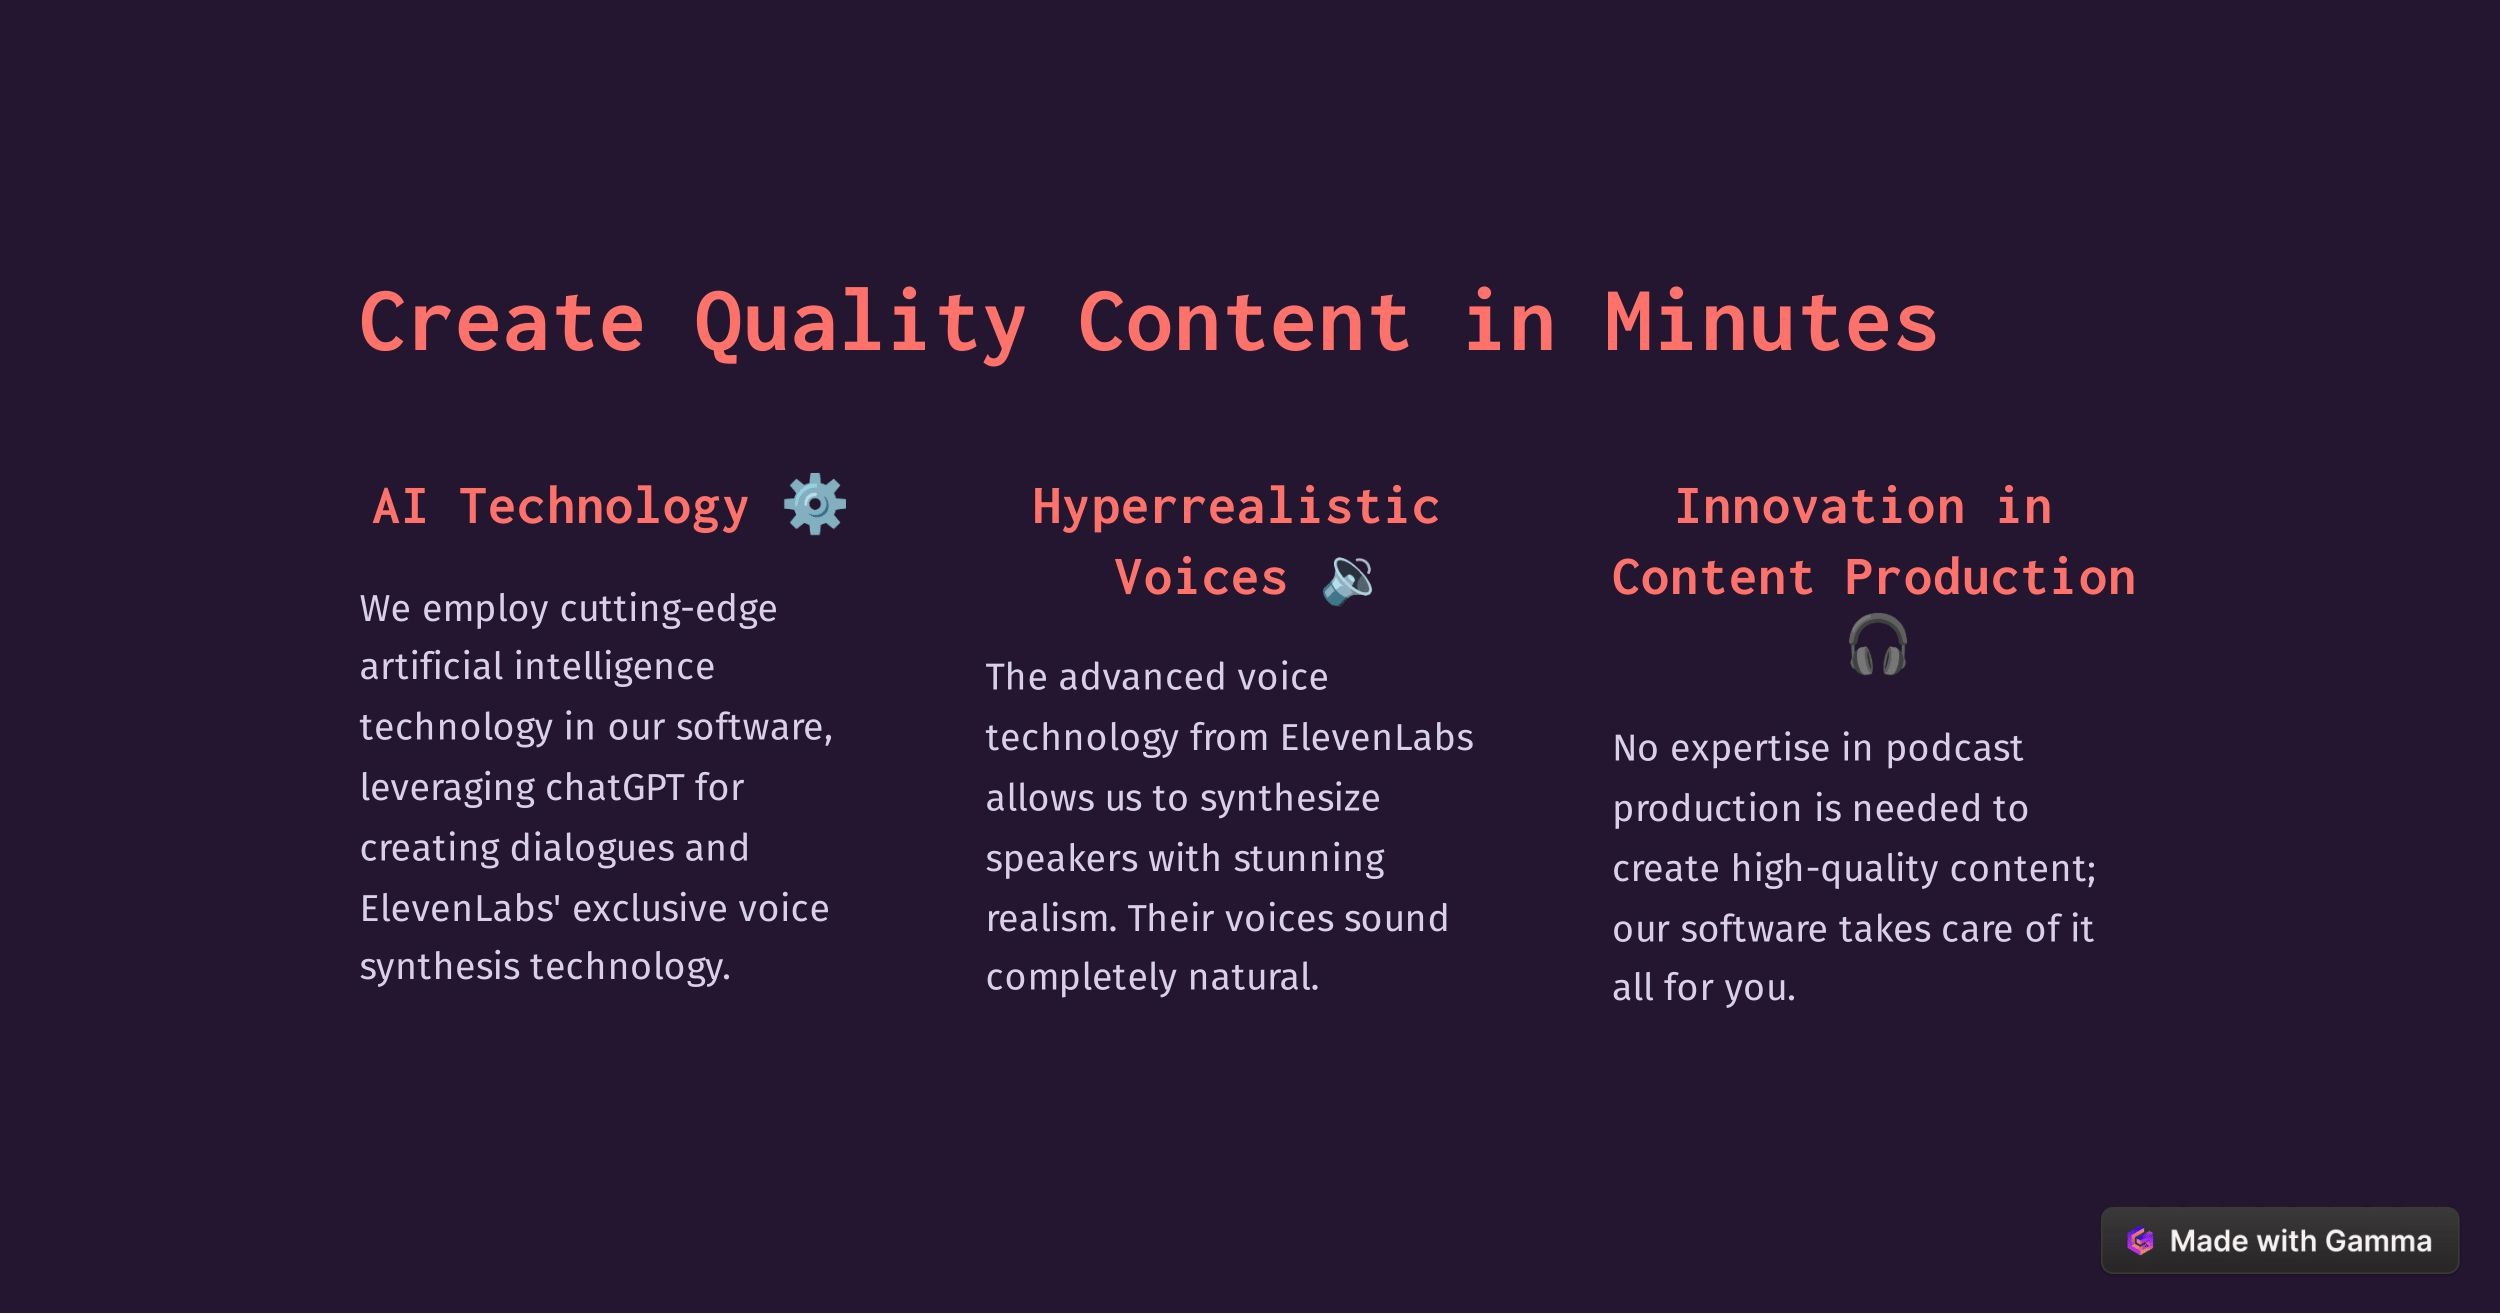 Create Quality Content in Minutes
AI Technology ⚙️
We employ cutting-edge
artificial intelligence
technology in our software,
leveraging chatGPT for
creating dialogues and
ElevenLabs' exclusive voice
synthesis technology.
Hyperrealistic
Voices 🔊
The advanced voice
technology from ElevenLabs
allows us to synthesize
speakers with stunning
realism. Their voices sound
completely natural.
Innovation in
Content Production
🎧
No expertise in podcast
production is needed to
create high-quality content;
our software takes care of it
all for you.
Made with Gamma